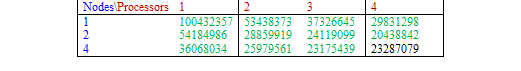 Nodes\Processors 1 2 3 4
1 100432357 53438373 37326645 29831298
2 54184986 28859919 24119099 20438842
4 36068034 25979561 23175439 23287079